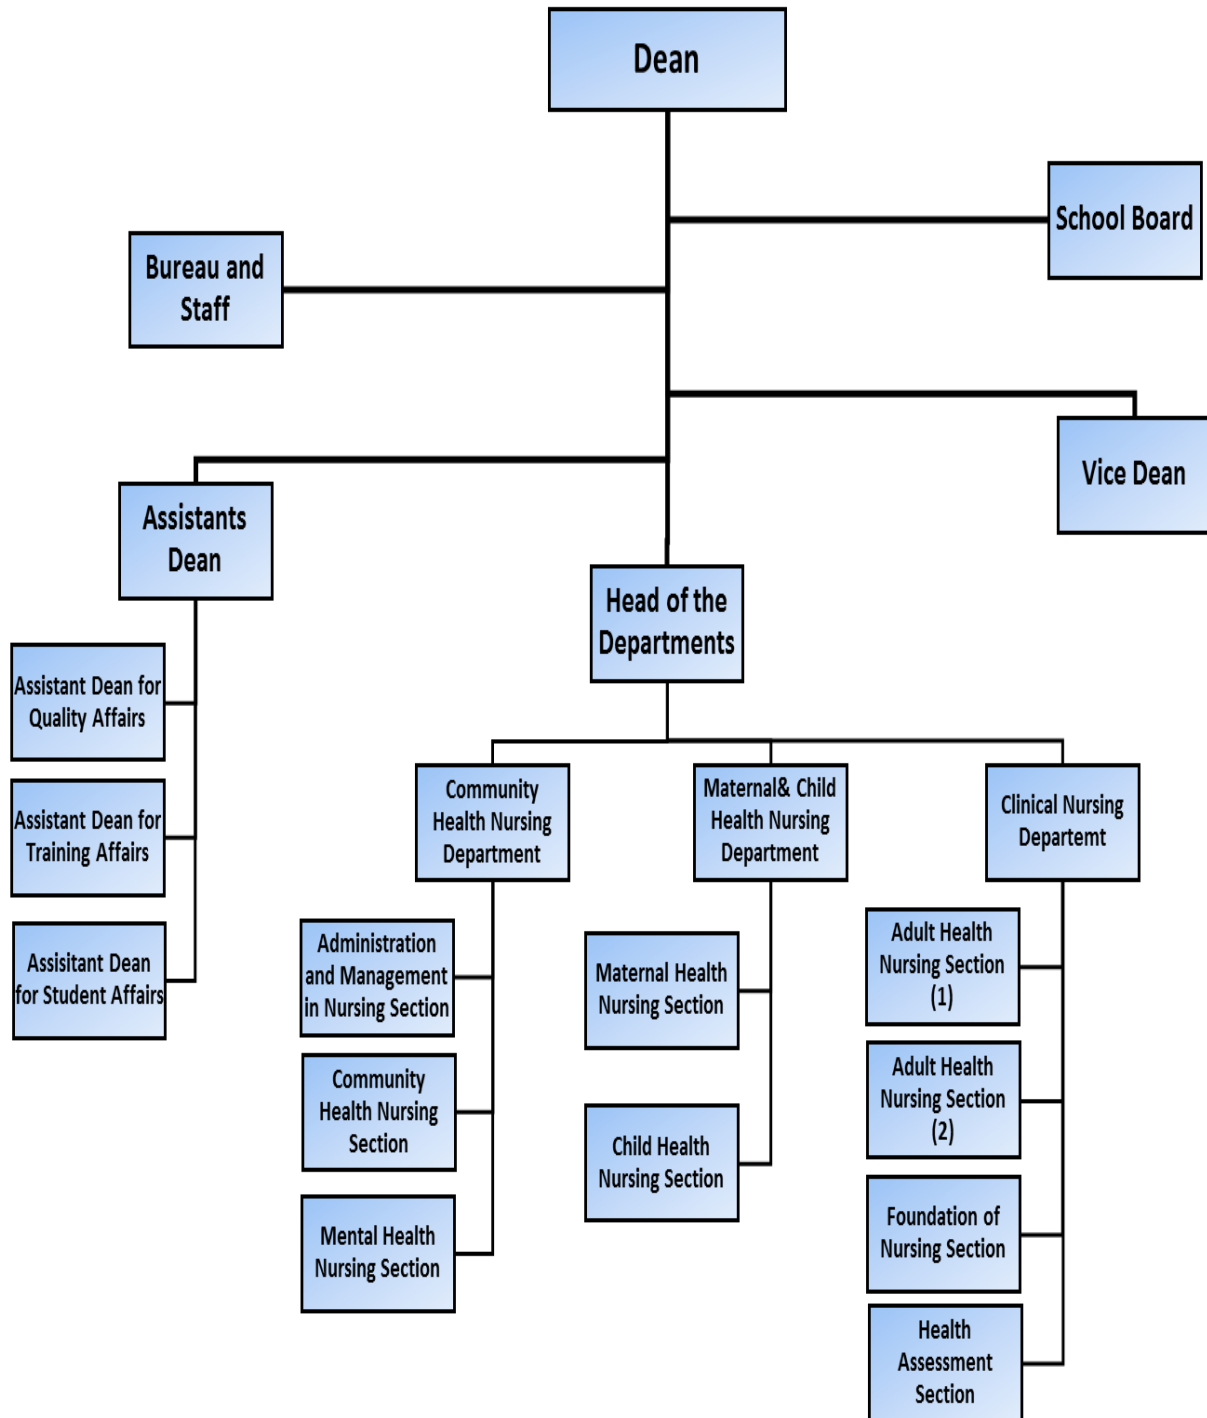 Dean
School Board
Bureau and
Staff
Vice Dean
Assistants
Dean
Head of the
Departments
Assistant Dean for
Quality Affairs
Assistant Dean for
Training Affairs
Assisitant Dean
for Student Affairs
Community
Health Nursing
Department
Maternal& Child
Health Nursing
Department
Clinical Nursing
Departemt
Administration
and Management
in Nursing Section
Community
Health Nursing
Section
Mental Health
Nursing Section
Maternal Health
Nursing Section
Child Health
Nursing Section
Adult Health
Nursing Section
(1)
Adult Health
Nursing Section
(2)
Foundation of
Nursing Section
Health
Assessment
Section